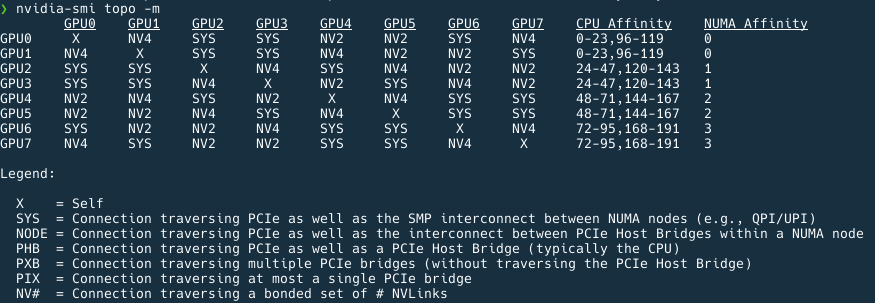 ❯ nvidia-smi topo -m
        GPU0    GPU1    GPU2    GPU3    GPU4    GPU5    GPU6    GPU7    CPU Affinity    NUMA Affinity
GPU0     X      NV4     SYS     SYS     NV2     NV2     SYS     NV4     0-23,96-119     0
GPU1    NV4      X      SYS     SYS     NV4     NV2     NV2     SYS     0-23,96-119     0
GPU2    SYS     SYS      X      NV4     SYS     NV4     NV2     NV2     24-47,120-143   1
GPU3    SYS     SYS     NV4      X      NV2     SYS     NV4     NV2     24-47,120-143   1
GPU4    NV2     NV4     SYS     NV2      X      NV4     SYS     SYS     48-71,144-167   2
GPU5    NV2     NV2     NV4     SYS     NV4      X      SYS     SYS     48-71,144-167   2
GPU6    SYS     NV2     NV2     NV4     SYS     SYS      X      NV4     72-95,168-191   3
GPU7    NV4     SYS     NV2     NV2     SYS     SYS     NV4      X      72-95,168-191   3
Legend:
X    = Self
SYS  = Connection traversing PCIe as well as the SMP interconnect between NUMA nodes (e.g., QPI/UPI)
NODE = Connection traversing PCIe as well as the interconnect between PCIe Host Bridges within a NUMA node
PHB  = Connection traversing PCIe as well as a PCIe Host Bridge (typically the CPU)
PXB  = Connection traversing multiple PCIe bridges (without traversing the PCIe Host Bridge)
PIX  = Connection traversing at most a single PCIe bridge
NV#  = Connection traversing a bonded set of # NVLinks